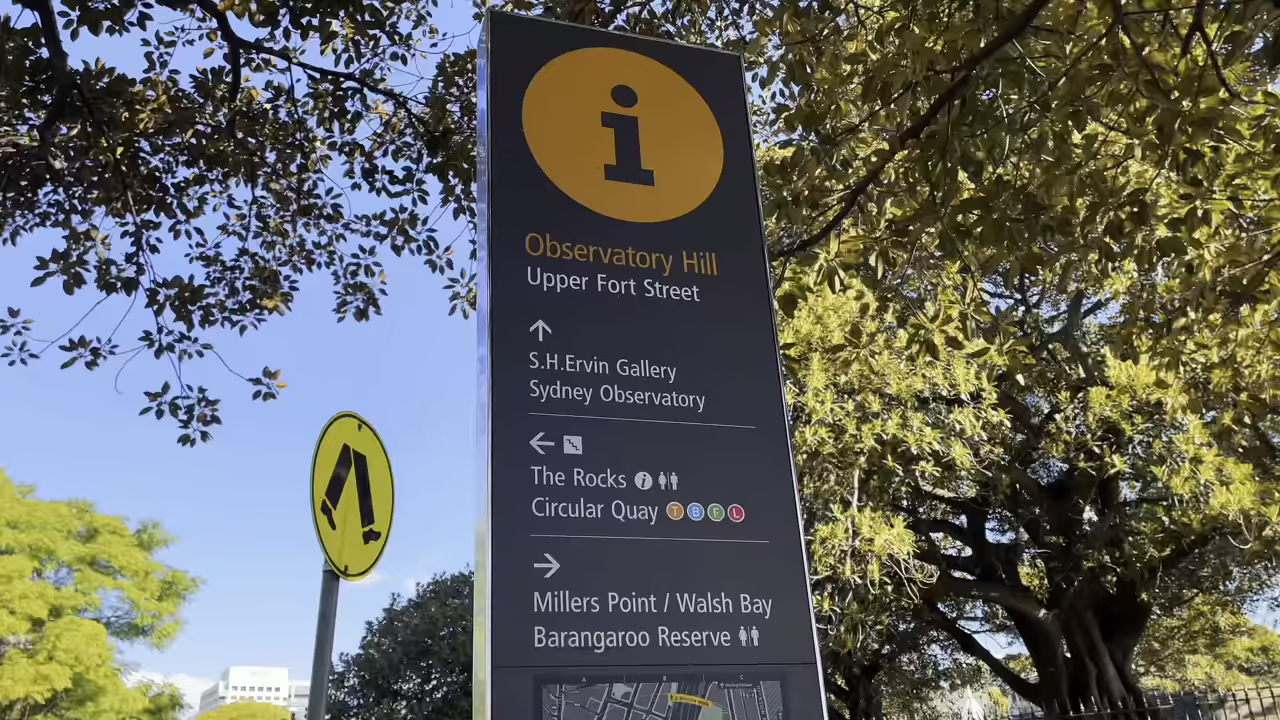 i
Observatory Hill
Upper Fort Street
S.H.Ervin Gallery
Sydney Observatory
The Rocks i
Circular Quay T B F L
Millers Point / Walsh Bay
Barangaroo Reserve
A B C